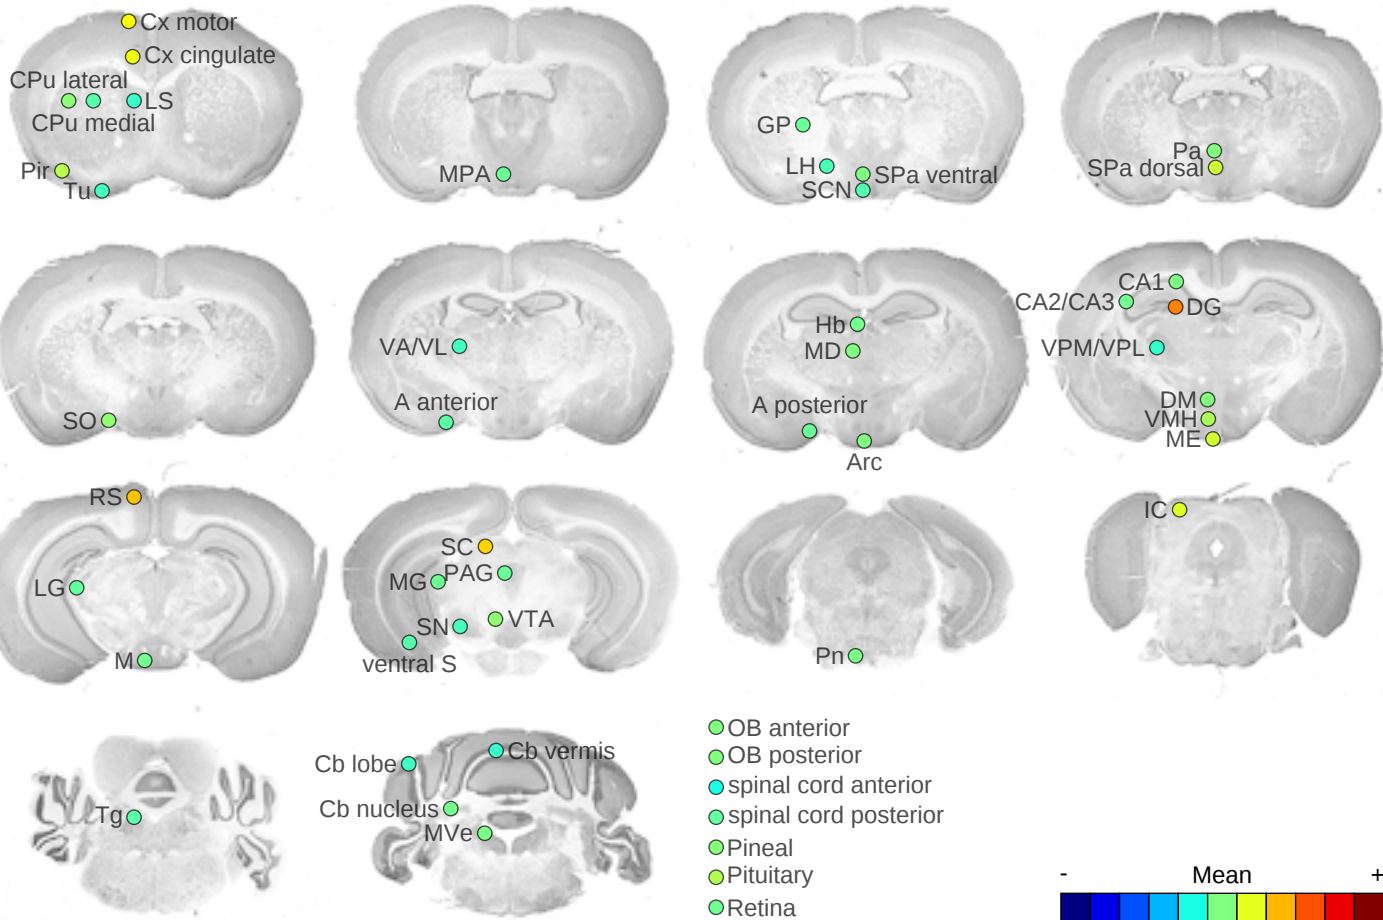 Cx motor
Cx cingulate
CPu lateral
LS
CPu medial
Pir
Tu
MPA
GP
LH
SPa ventral
SCN
Pa
SPa dorsal
SO
VA/VL
A anterior
Hb
MD
A posterior
Arc
CA1
CA2/CA3
DG
VPM/VPL
DM
VMH
ME
RS
LG
M
SC
MG
PAG
SN
VTA
ventral S
Pn
IC
Tg
Cb lobe
Cb vermis
Cb nucleus
MVe
OB anterior
OB posterior
spinal cord anterior
spinal cord posterior
Pineal
Pituitary
Retina
- Mean +